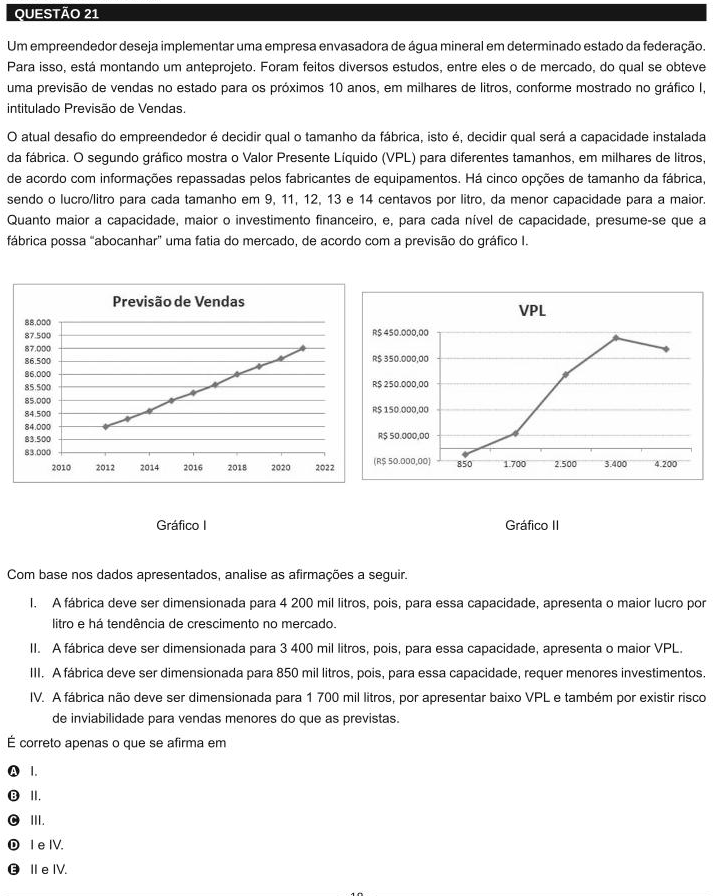 QUESTÃO 21
Um empreendedor deseja implementar uma empresa envasadora de água mineral em determinado estado da federação.
Para isso, está montando um anteprojeto. Foram feitos diversos estudos, entre eles o de mercado, do qual se obteve
uma previsão de vendas no estado para os próximos 10 anos, em milhares de litros, conforme mostrado no gráfico I,
intitulado Previsão de Vendas.
O atual desafio do empreendedor é decidir qual o tamanho da fábrica, isto é, decidir qual será a capacidade instalada
da fábrica. O segundo gráfico mostra o Valor Presente Líquido (VPL) para diferentes tamanhos, em milhares de litros,
de acordo com informações repassadas pelos fabricantes de equipamentos. Há cinco opções de tamanho da fábrica,
sendo o lucro/litro para cada tamanho em 9, 11, 12, 13 e 14 centavos por litro, da menor capacidade para a maior.
Quanto maior a capacidade, maior o investimento financeiro, e, para cada nível de capacidade, presume-se que a
fábrica possa “abocanhar” uma fatia do mercado, de acordo com a previsão do gráfico I.
Previsão de Vendas
88.000
87.500
87.000
86.500
86.000
85.500
85.000
84.500
84.000
83.500
83.000
2010 2012 2014 2016 2018 2020 2022
VPL
R$ 450.000,00
R$ 350.000,00
R$ 250.000,00
R$ 150.000,00
R$ 50.000,00
(R$ 50.000,00)
850 1.700 2.500 3.400 4.200
Gráfico I
Gráfico II
Com base nos dados apresentados, analise as afirmações a seguir.
I. A fábrica deve ser dimensionada para 4 200 mil litros, pois, para essa capacidade, apresenta o maior lucro por
litro e há tendência de crescimento no mercado.
II. A fábrica deve ser dimensionada para 3 400 mil litros, pois, para essa capacidade, apresenta o maior VPL.
III. A fábrica deve ser dimensionada para 850 mil litros, pois, para essa capacidade, requer menores investimentos.
IV. A fábrica não deve ser dimensionada para 1 700 mil litros, por apresentar baixo VPL e também por existir risco
de inviabilidade para vendas menores do que as previstas.
É correto apenas o que se afirma em
A I.
B II.
C III.
D I e IV.
E II e IV.